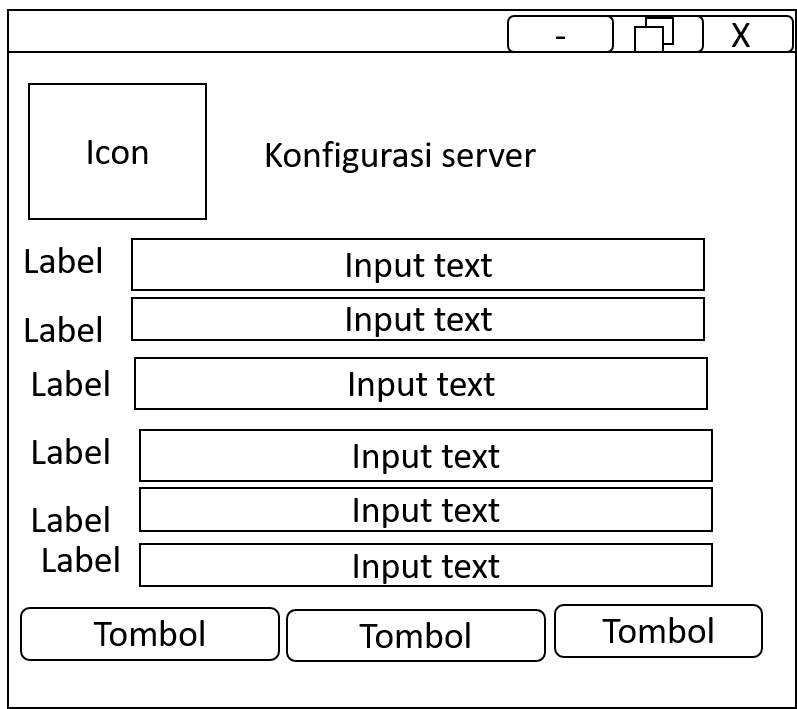 -
X
Icon
Konfigurasi server
Label
Input text
Label
Input text
Label
Input text
Label
Input text
Label
Input text
Label
Input text
Tombol
Tombol
Tombol